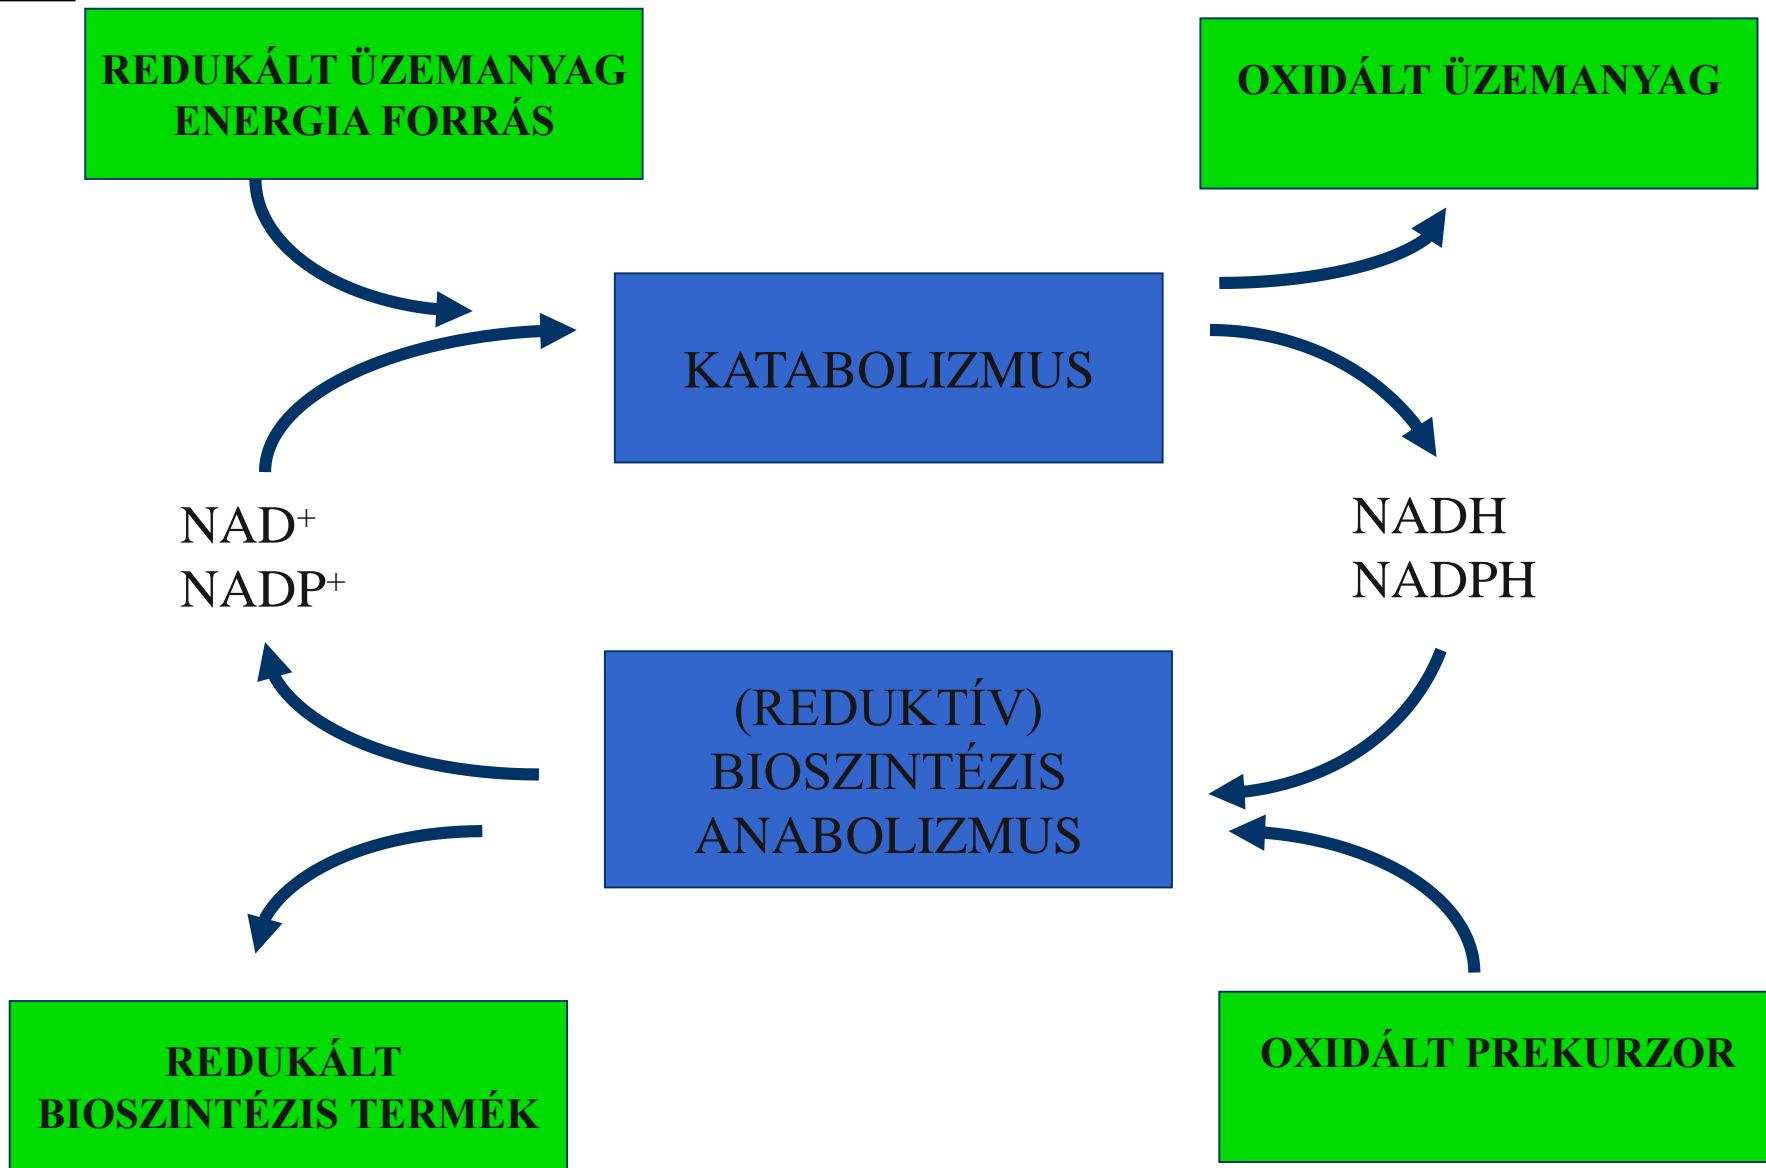 REDUKÁLT ÜZEMANYAG
ENERGIA FORRÁS
OXIDÁLT ÜZEMANYAG
KATABOLIZMUS
NAD⁺
NADP⁺
NADH
NADPH
(REDUKTÍV)
BIOSZINTÉZIS
ANABOLIZMUS
REDUKÁLT
BIOSZINTÉZIS TERMÉK
OXIDÁLT PREKURZOR